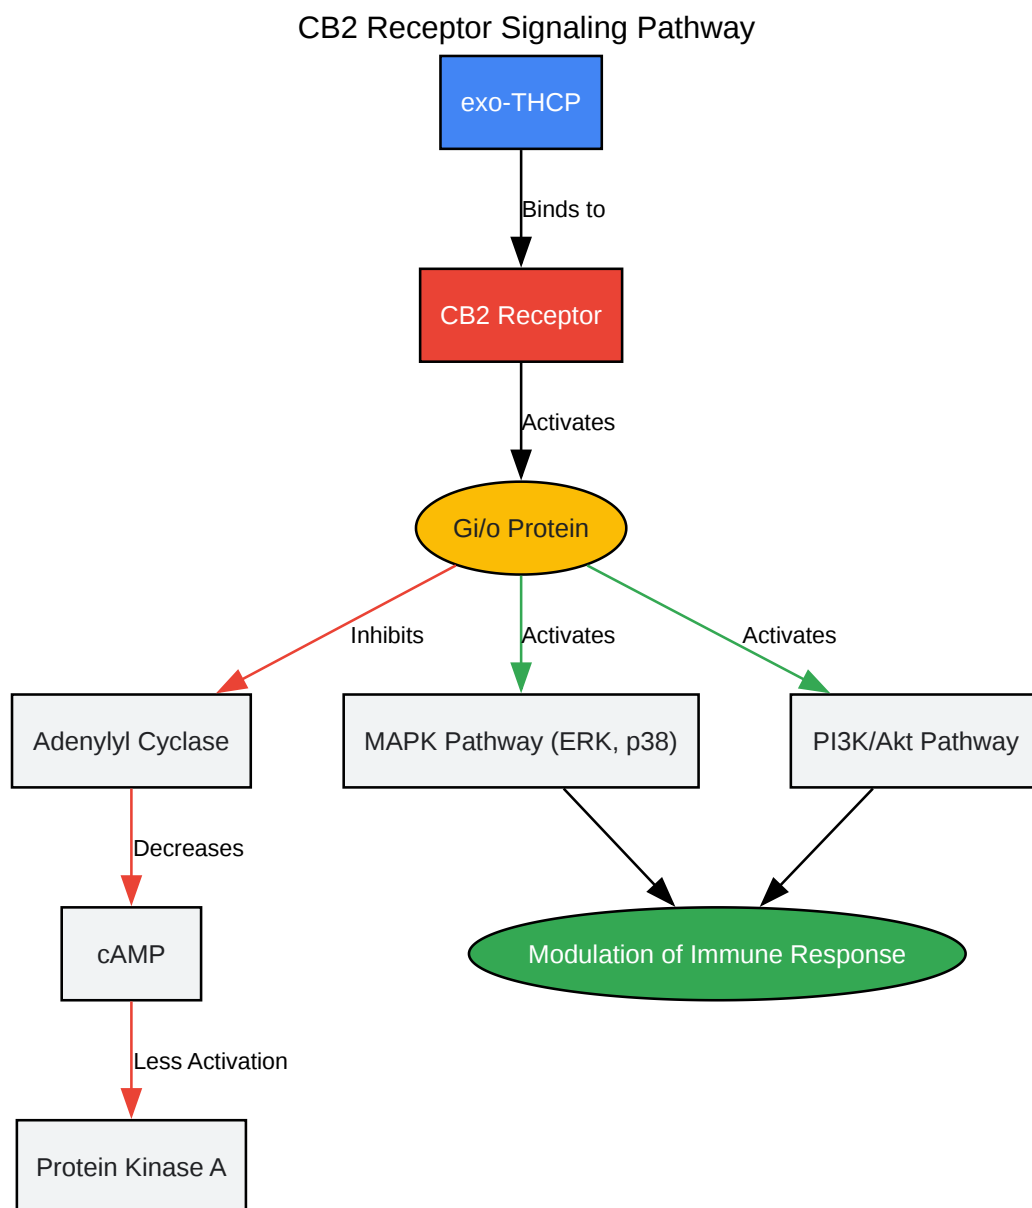 CB2 Receptor Signaling Pathway
exo-THCP
Binds to
CB2 Receptor
Activates
Gi/o Protein
Inhibits
Activates
Activates
Adenylyl Cyclase
MAPK Pathway (ERK, p38)
PI3K/Akt Pathway
Decreases
cAMP
Modulation of Immune Response
Less Activation
Protein Kinase A